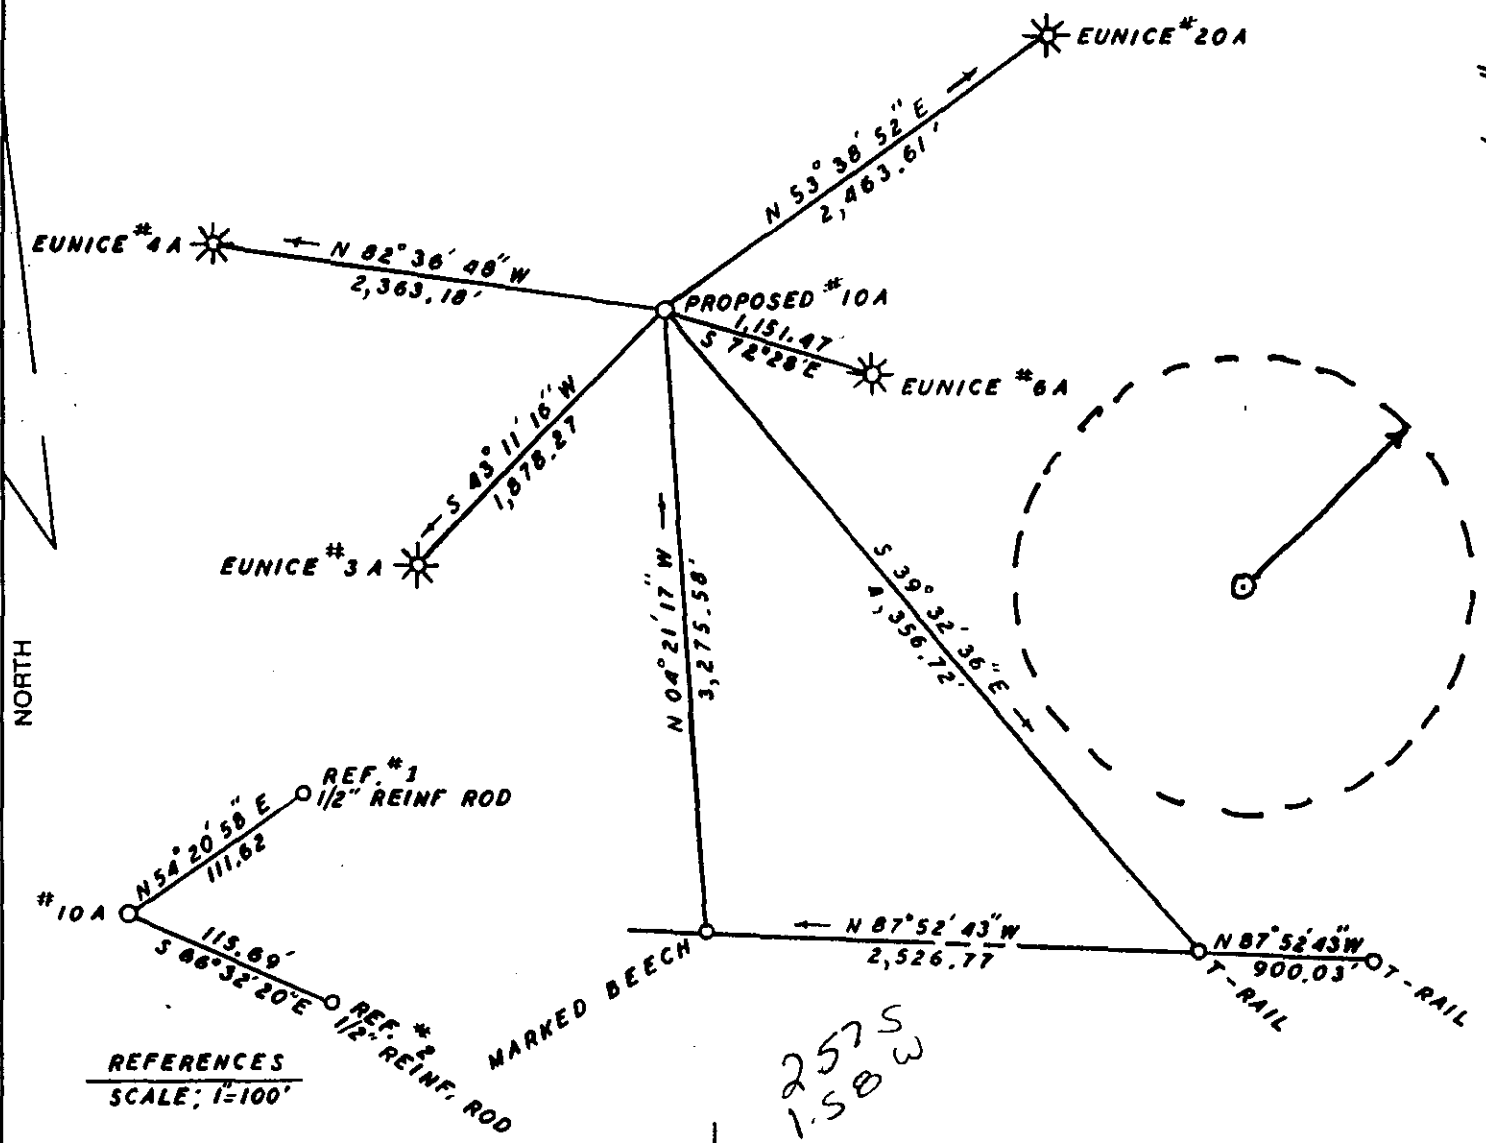 EUNICE #20A
N 53° 38' 52" E
2,463.61'
EUNICE #4A
N 82° 36' 48" W
2,363.18'
PROPOSED #10A
1,151.47
S 72° 28' E
EUNICE #6A
S 43° 11' 16" W
1,878.27
EUNICE #3A
N 04° 21' 17" W
3,275.58'
S 39° 32' 36" E
4,356.72'
NORTH
REF. #1
1/2" REINF ROD
N 54° 20' 58" E
111.62
#10A
115.69'
S 66° 32' 20" E
REF. #2
1/2" REINF. ROD
REFERENCES
SCALE; 1"=100'
MARKED BEECH
N 87° 52' 43" W
2,526.77
T-RAIL
N 87° 52' 43" W
900.03'
T-RAIL
2.57 S
1.58 W